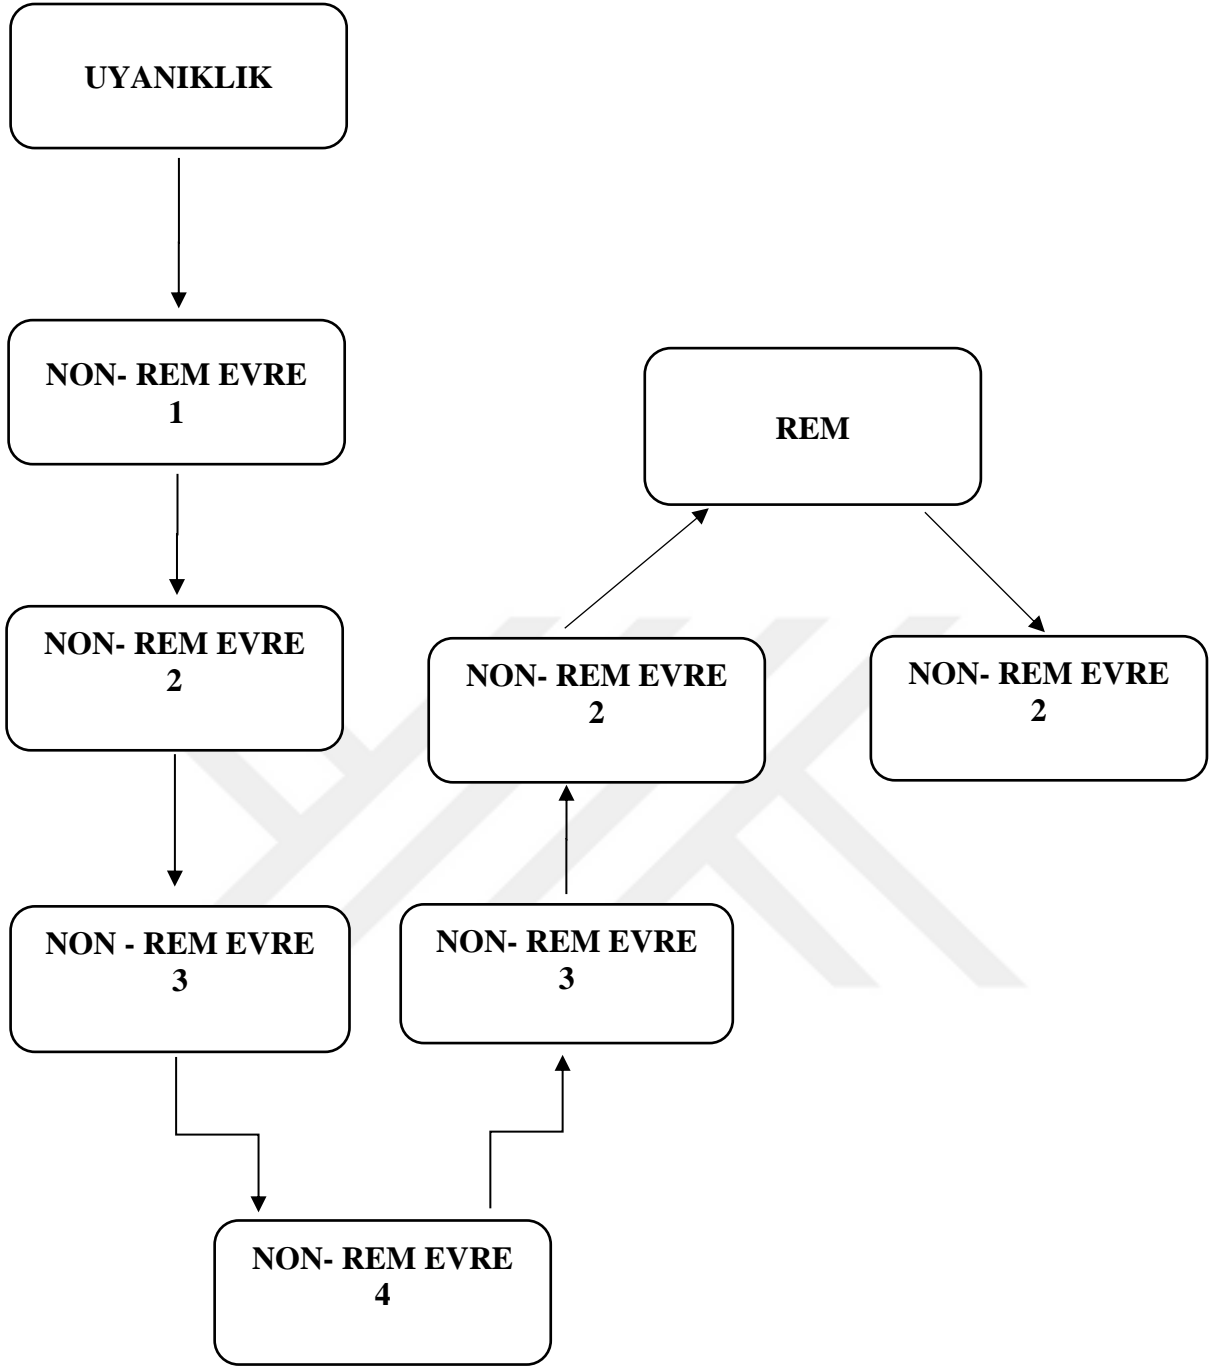 UYANIKLIK
NON- REM EVRE
1
NON- REM EVRE
2
NON - REM EVRE
3
NON- REM EVRE
4
NON- REM EVRE
3
NON- REM EVRE
2
REM
NON- REM EVRE
2